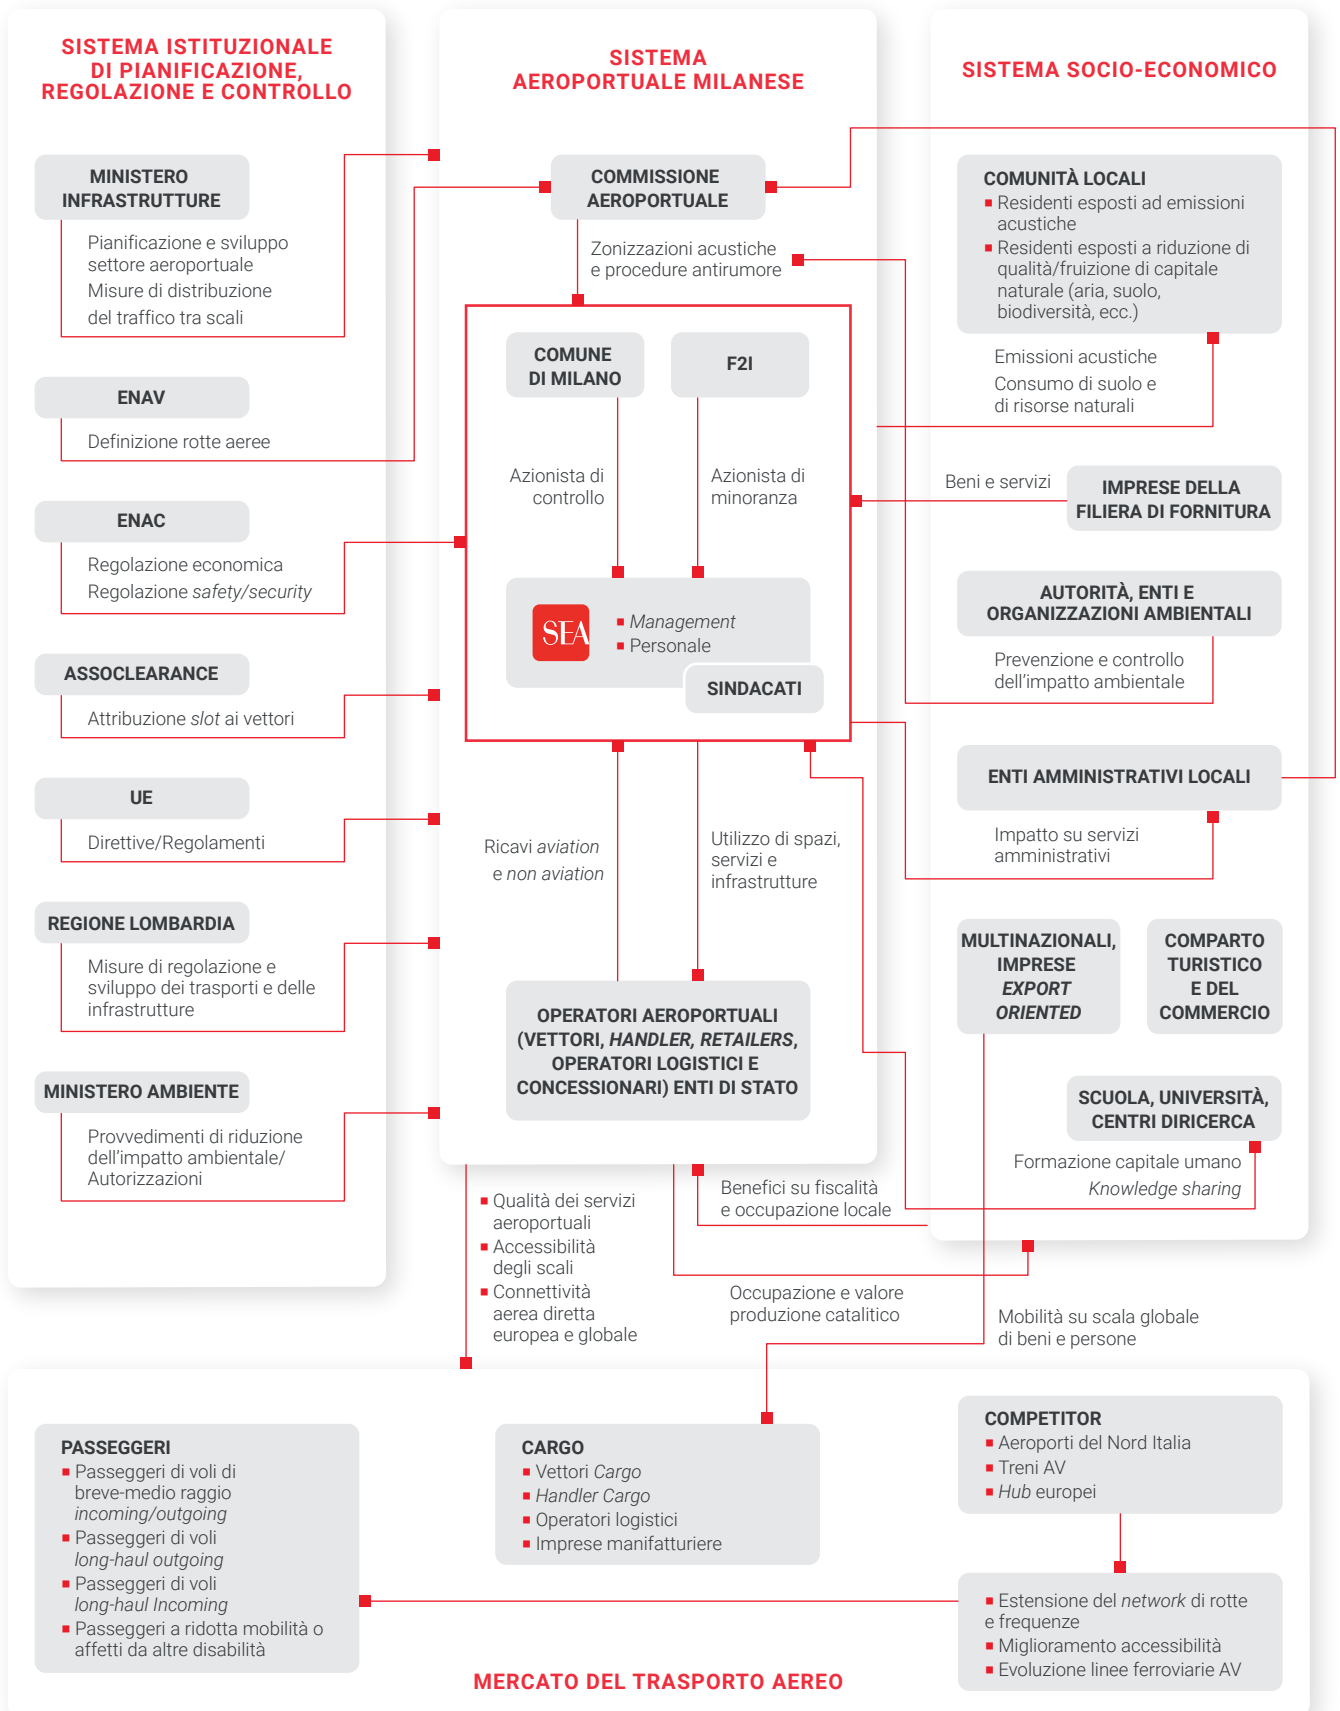 SISTEMA ISTITUZIONALE
DI PIANIFICAZIONE,
REGOLAZIONE E CONTROLLO
MINISTERO
INFRASTRUTTURE
Pianificazione e sviluppo
settore aeroportuale
Misure di distribuzione
del traffico tra scali
ENAV
Definizione rotte aeree
ENAC
Regolazione economica
Regolazione safety/security
ASSOCLEARANCE
Attribuzione slot ai vettori
UE
Direttive/Regolamenti
REGIONE LOMBARDIA
Misure di regolazione e
sviluppo dei trasporti e delle
infrastrutture
MINISTERO AMBIENTE
Provvedimenti di riduzione
dell'impatto ambientale/
Autorizzazioni
SISTEMA
AEROPORTUALE MILANESE
COMMISSIONE
AEROPORTUALE
Zonizzazioni acustiche
e procedure antirumore
COMUNE
DI MILANO
F2I
Azionista di
controllo
Azionista di
minoranza
SEA
Management
Personale
SINDACATI
Ricavi aviation
e non aviation
Utilizzo di spazi,
servizi e
infrastrutture
OPERATORI AEROPORTUALI
(VETTORI, HANDLER, RETAILERS,
OPERATORI LOGISTICI E
CONCESSIONARI) ENTI DI STATO
SISTEMA SOCIO-ECONOMICO
COMUNITÀ LOCALI
Residenti esposti ad emissioni
acustiche
Residenti esposti a riduzione di
qualità/fruizione di capitale
naturale (aria, suolo,
biodiversità, ecc.)
Emissioni acustiche
Consumo di suolo e
di risorse naturali
Beni e servizi
IMPRESE DELLA
FILIERA DI FORNITURA
AUTORITÀ, ENTI E
ORGANIZZAZIONI AMBIENTALI
Prevenzione e controllo
dell'impatto ambientale
ENTI AMMINISTRATIVI LOCALI
Impatto su servizi
amministrativi
MULTINAZIONALI,
IMPRESE
EXPORT
ORIENTED
COMPARTO
TURISTICO
E DEL
COMMERCIO
SCUOLA, UNIVERSITÀ,
CENTRI DIRICERCA
Formazione capitale umano
Knowledge sharing
Qualità dei servizi
aeroportuali
Accessibilità
degli scali
Connettività
aerea diretta
europea e globale
Benefici su fiscalità
e occupazione locale
Occupazione e valore
produzione catalitico
Mobilità su scala globale
di beni e persone
PASSEGGERI
Passeggeri di voli di
breve-medio raggio
incoming/outgoing
Passeggeri di voli
long-haul outgoing
Passeggeri di voli
long-haul Incoming
Passeggeri a ridotta mobilità o
affetti da altre disabilità
CARGO
Vettori Cargo
Handler Cargo
Operatori logistici
Imprese manifatturiere
COMPETITOR
Aeroporti del Nord Italia
Treni AV
Hub europei
Estensione del network di rotte
e frequenze
Miglioramento accessibilità
Evoluzione linee ferroviarie AV
MERCATO DEL TRASPORTO AEREO